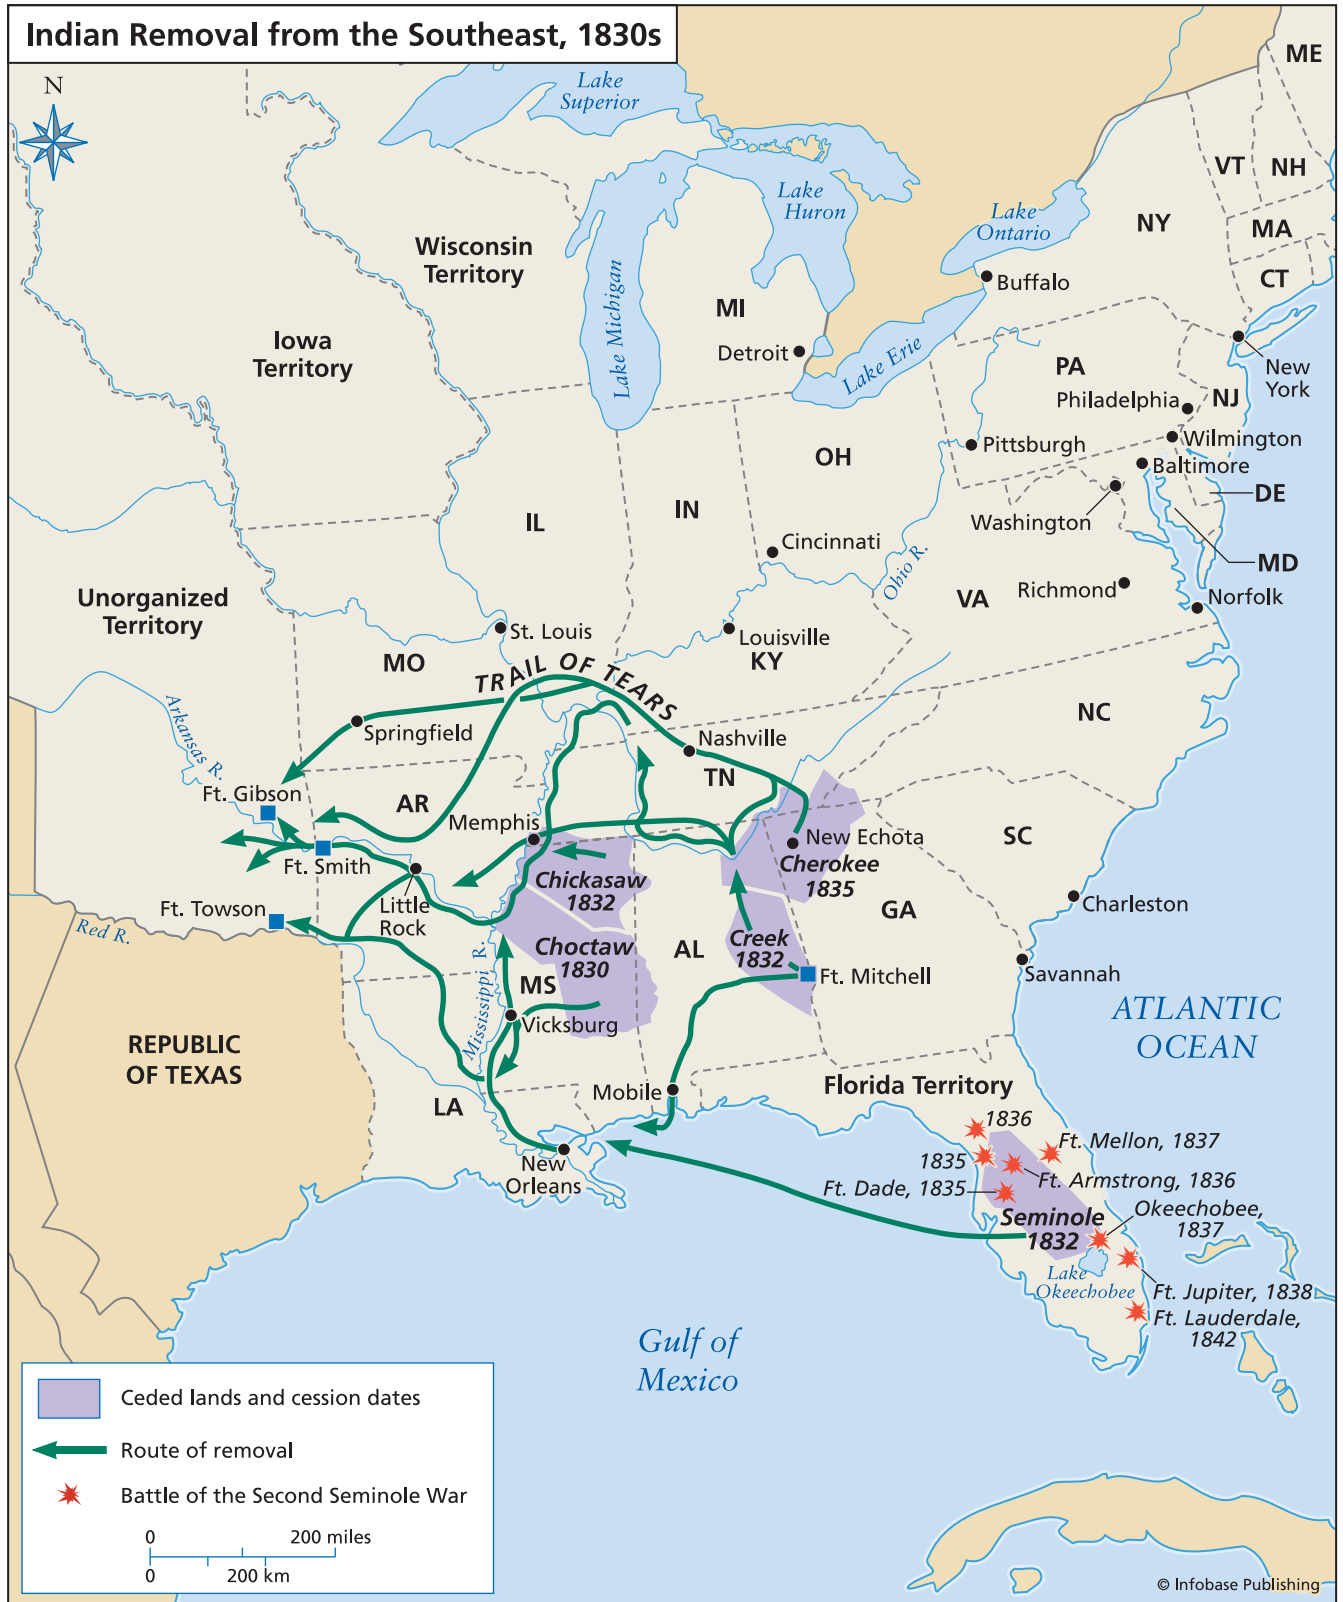 Indian Removal from the Southeast, 1830s
N
Lake
Superior
ME
VT
NH
Lake
Huron
Lake
Ontario
NY
MA
Wisconsin
Territory
CT
Buffalo
Lake Michigan
MI
Iowa
Territory
Detroit
Lake Erie
PA
New
York
Philadelphia
NJ
Pittsburgh
Wilmington
OH
Baltimore
DE
IL
IN
Washington
Cincinnati
Ohio R.
MD
Unorganized
Territory
VA
Richmond
Norfolk
St. Louis
Louisville
MO
KY
TRAIL OF TEARS
Arkansas R.
Springfield
NC
Nashville
TN
Ft. Gibson
AR
Memphis
New Echota
SC
Ft. Smith
Cherokee
1835
Chickasaw
1832
Little
Rock
Ft. Towson
Charleston
GA
Red R.
Creek
1832
Choctaw
1830
AL
Mississippi R.
MS
Ft. Mitchell
Savannah
Vicksburg
ATLANTIC
OCEAN
REPUBLIC
OF TEXAS
Mobile
Florida Territory
LA
1836
Ft. Mellon, 1837
1835
New
Orleans
Ft. Armstrong, 1836
Ft. Dade, 1835
Okeechobee,
1837
Seminole
1832
Lake
Okeechobee
Ft. Jupiter, 1838
Ft. Lauderdale,
1842
Gulf of
Mexico
Ceded lands and cession dates
Route of removal
Battle of the Second Seminole War
0 200 miles
0 200 km
© Infobase Publishing